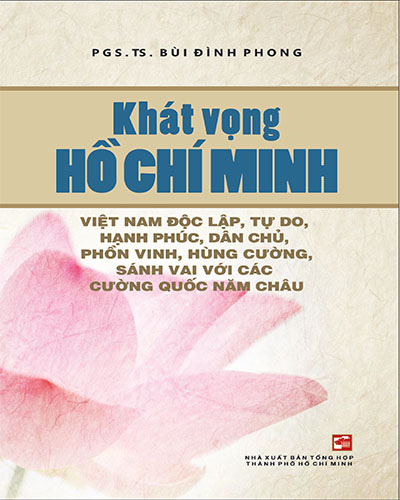 PGS.TS. BÙI ĐÌNH PHONG
Khát vọng
HỒ CHÍ MINH
VIỆT NAM ĐỘC LẬP, TỰ DO,
HẠNH PHÚC, DÂN CHỦ,
PHỒN VINH, HÙNG CƯỜNG,
SÁNH VAI VỚI CÁC
CƯỜNG QUỐC NĂM CHÂU
NHÀ XUẤT BẢN TỔNG HỢP
THÀNH PHỐ HỒ CHÍ MINH